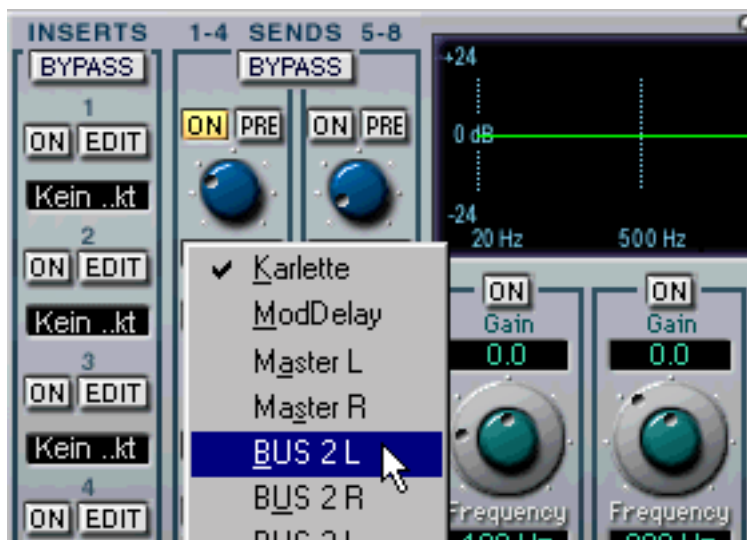 INSERTS
BYPASS
1
ON EDIT
Kein ..kt
2
ON EDIT
Kein ..kt
3
ON EDIT
Kein ..kt
4
ON EDIT
1-4 SENDS 5-8
BYPASS
ON PRE
ON PRE
Karlette
ModDelay
Master L
Master R
BUS 2 L
BUS 2 R
+24
0 dB
-24
20 Hz
500 Hz
ON
Gain
0.0
Frequency
ON
Gain
0.0
Frequency